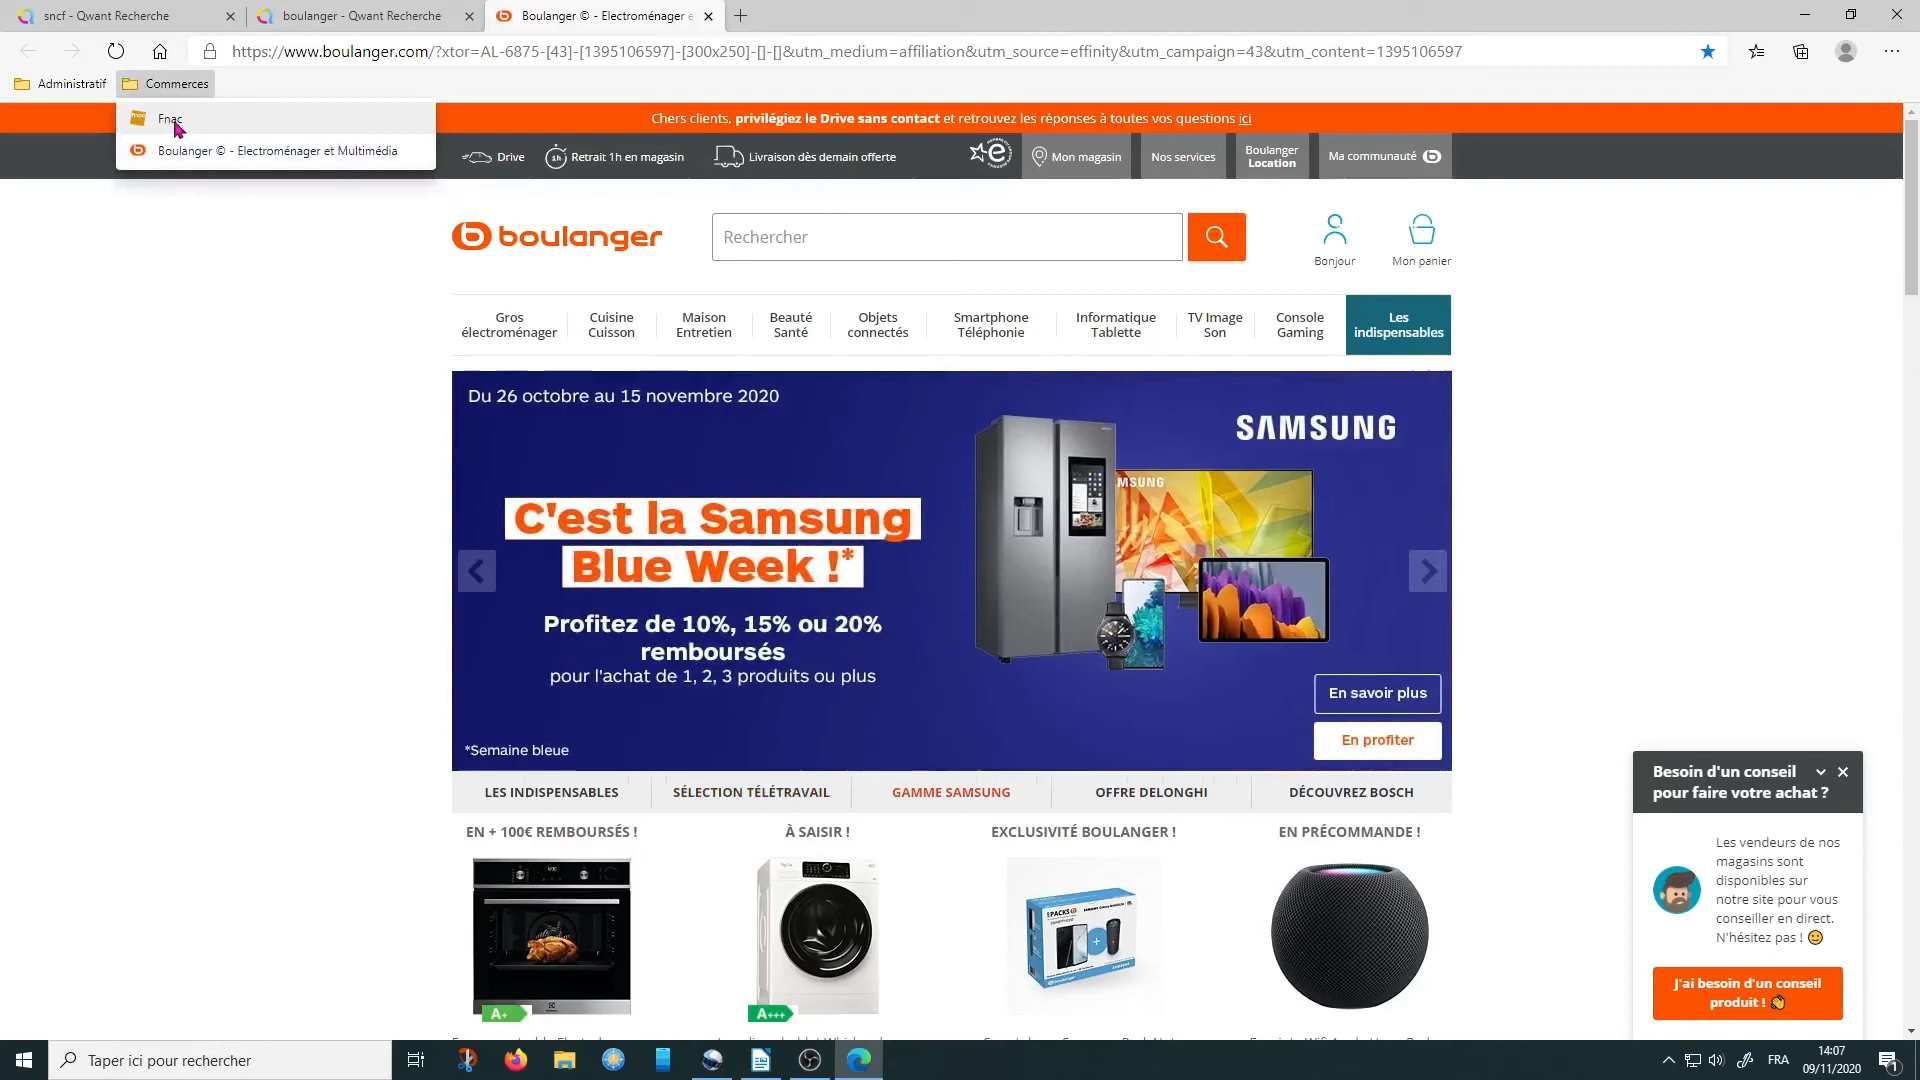 sncf - Qwant Recherche
boulanger - Qwant Recherche
Boulanger © - Electroménager e
https://www.boulanger.com/?xtor=AL-6875-[43]-[1395106597]-[300x250]-[]-[]&utm_medium=affiliation&utm_source=effinity&utm_campaign=43&utm_content=1395106597
Administratif
Commerces
Fnac
Boulanger © - Electroménager et Multimédia
Chers clients, privilégiez le Drive sans contact et retrouvez les réponses à toutes vos questions ici
Drive
1h
Retrait 1h en magasin
Livraison dès demain offerte
Mon magasin
Nos services
Boulanger
Location
Ma communauté
boulanger
Rechercher
Bonjour
Mon panier
Gros
électroménager
Cuisine
Cuisson
Maison
Entretien
Beauté
Santé
Objets
connectés
Smartphone
Téléphonie
Informatique
Tablette
TV Image
Son
Console
Gaming
Les
indispensables
Du 26 octobre au 15 novembre 2020
SAMSUNG
MSUNG
C'est la Samsung
Blue Week !*
Profitez de 10%, 15% ou 20%
remboursés
pour l'achat de 1, 2, 3 produits ou plus
En savoir plus
En profiter
*Semaine bleue
LES INDISPENSABLES
SÉLECTION TÉLÉTRAVAIL
GAMME SAMSUNG
OFFRE DELONGHI
DÉCOUVREZ BOSCH
EN + 100€ REMBOURSÉS !
À SAISIR !
EXCLUSIVITÉ BOULANGER !
EN PRÉCOMMANDE !
A+
A+++
PACKS
boulanger
Besoin d'un conseil
pour faire votre achat ?
Les vendeurs de nos
magasins sont
disponibles sur
notre site pour vous
conseiller en direct.
N'hésitez pas ! 🙂
J'ai besoin d'un conseil
produit ! 👏
Taper ici pour rechercher
FRA
14:07
09/11/2020
1